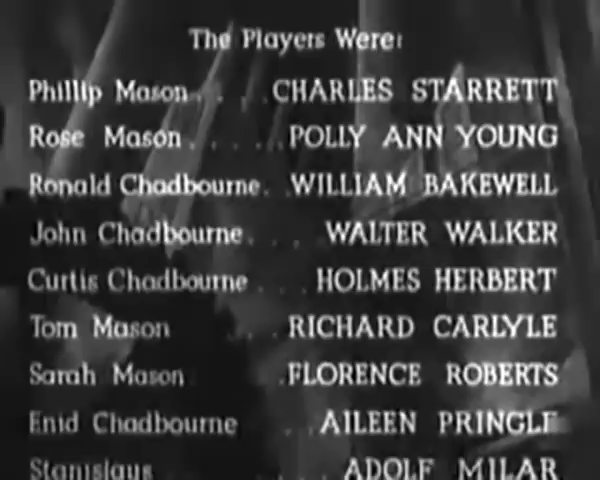 The Players Were:
Phillip Mason . . . CHARLES STARRETT
Rose Mason . . . . . POLLY ANN YOUNG
Ronald Chadbourne . . WILLIAM BAKEWELL
John Chadbourne . . . WALTER WALKER
Curtis Chadbourne . . . HOLMES HERBERT
Tom Mason . . RICHARD CARLYLE
Sarah Mason . FLORENCE ROBERTS
Enid Chadbourne . . AILEEN PRINGLE
Stanislaus . . ADOLF MILAR